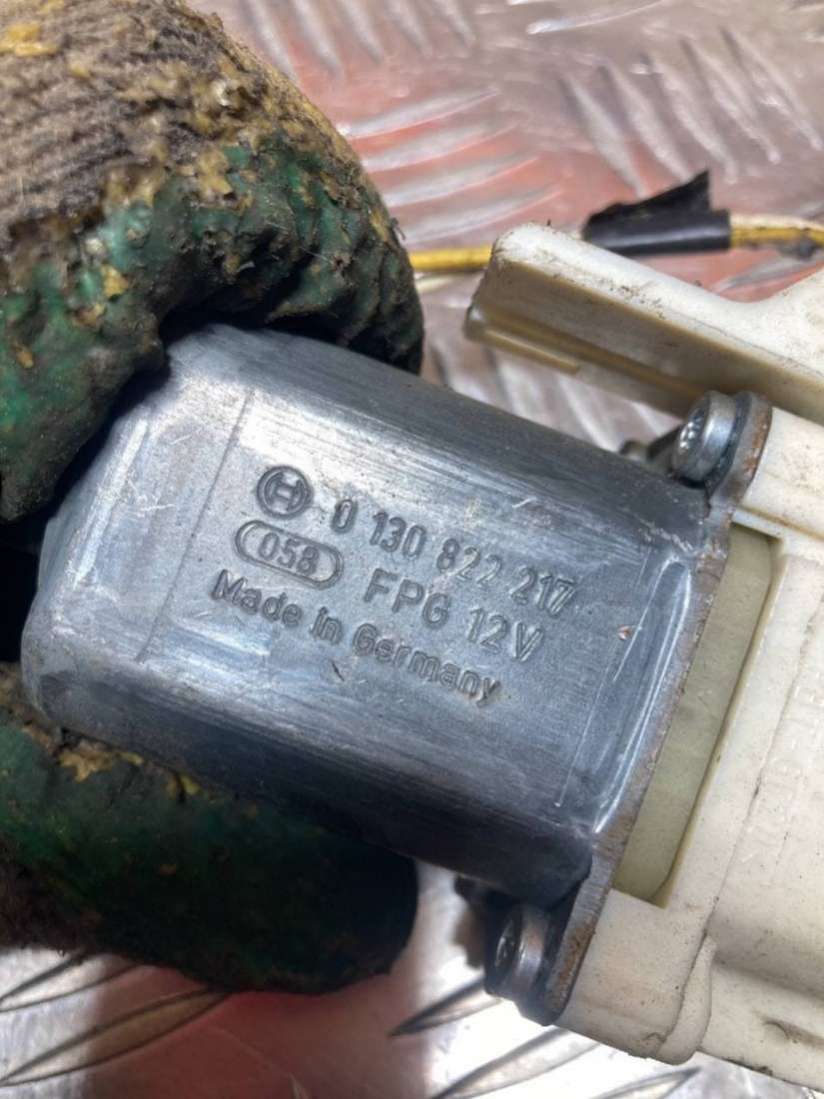 0 130 822 217
058 FPG 12V
Made in Germany